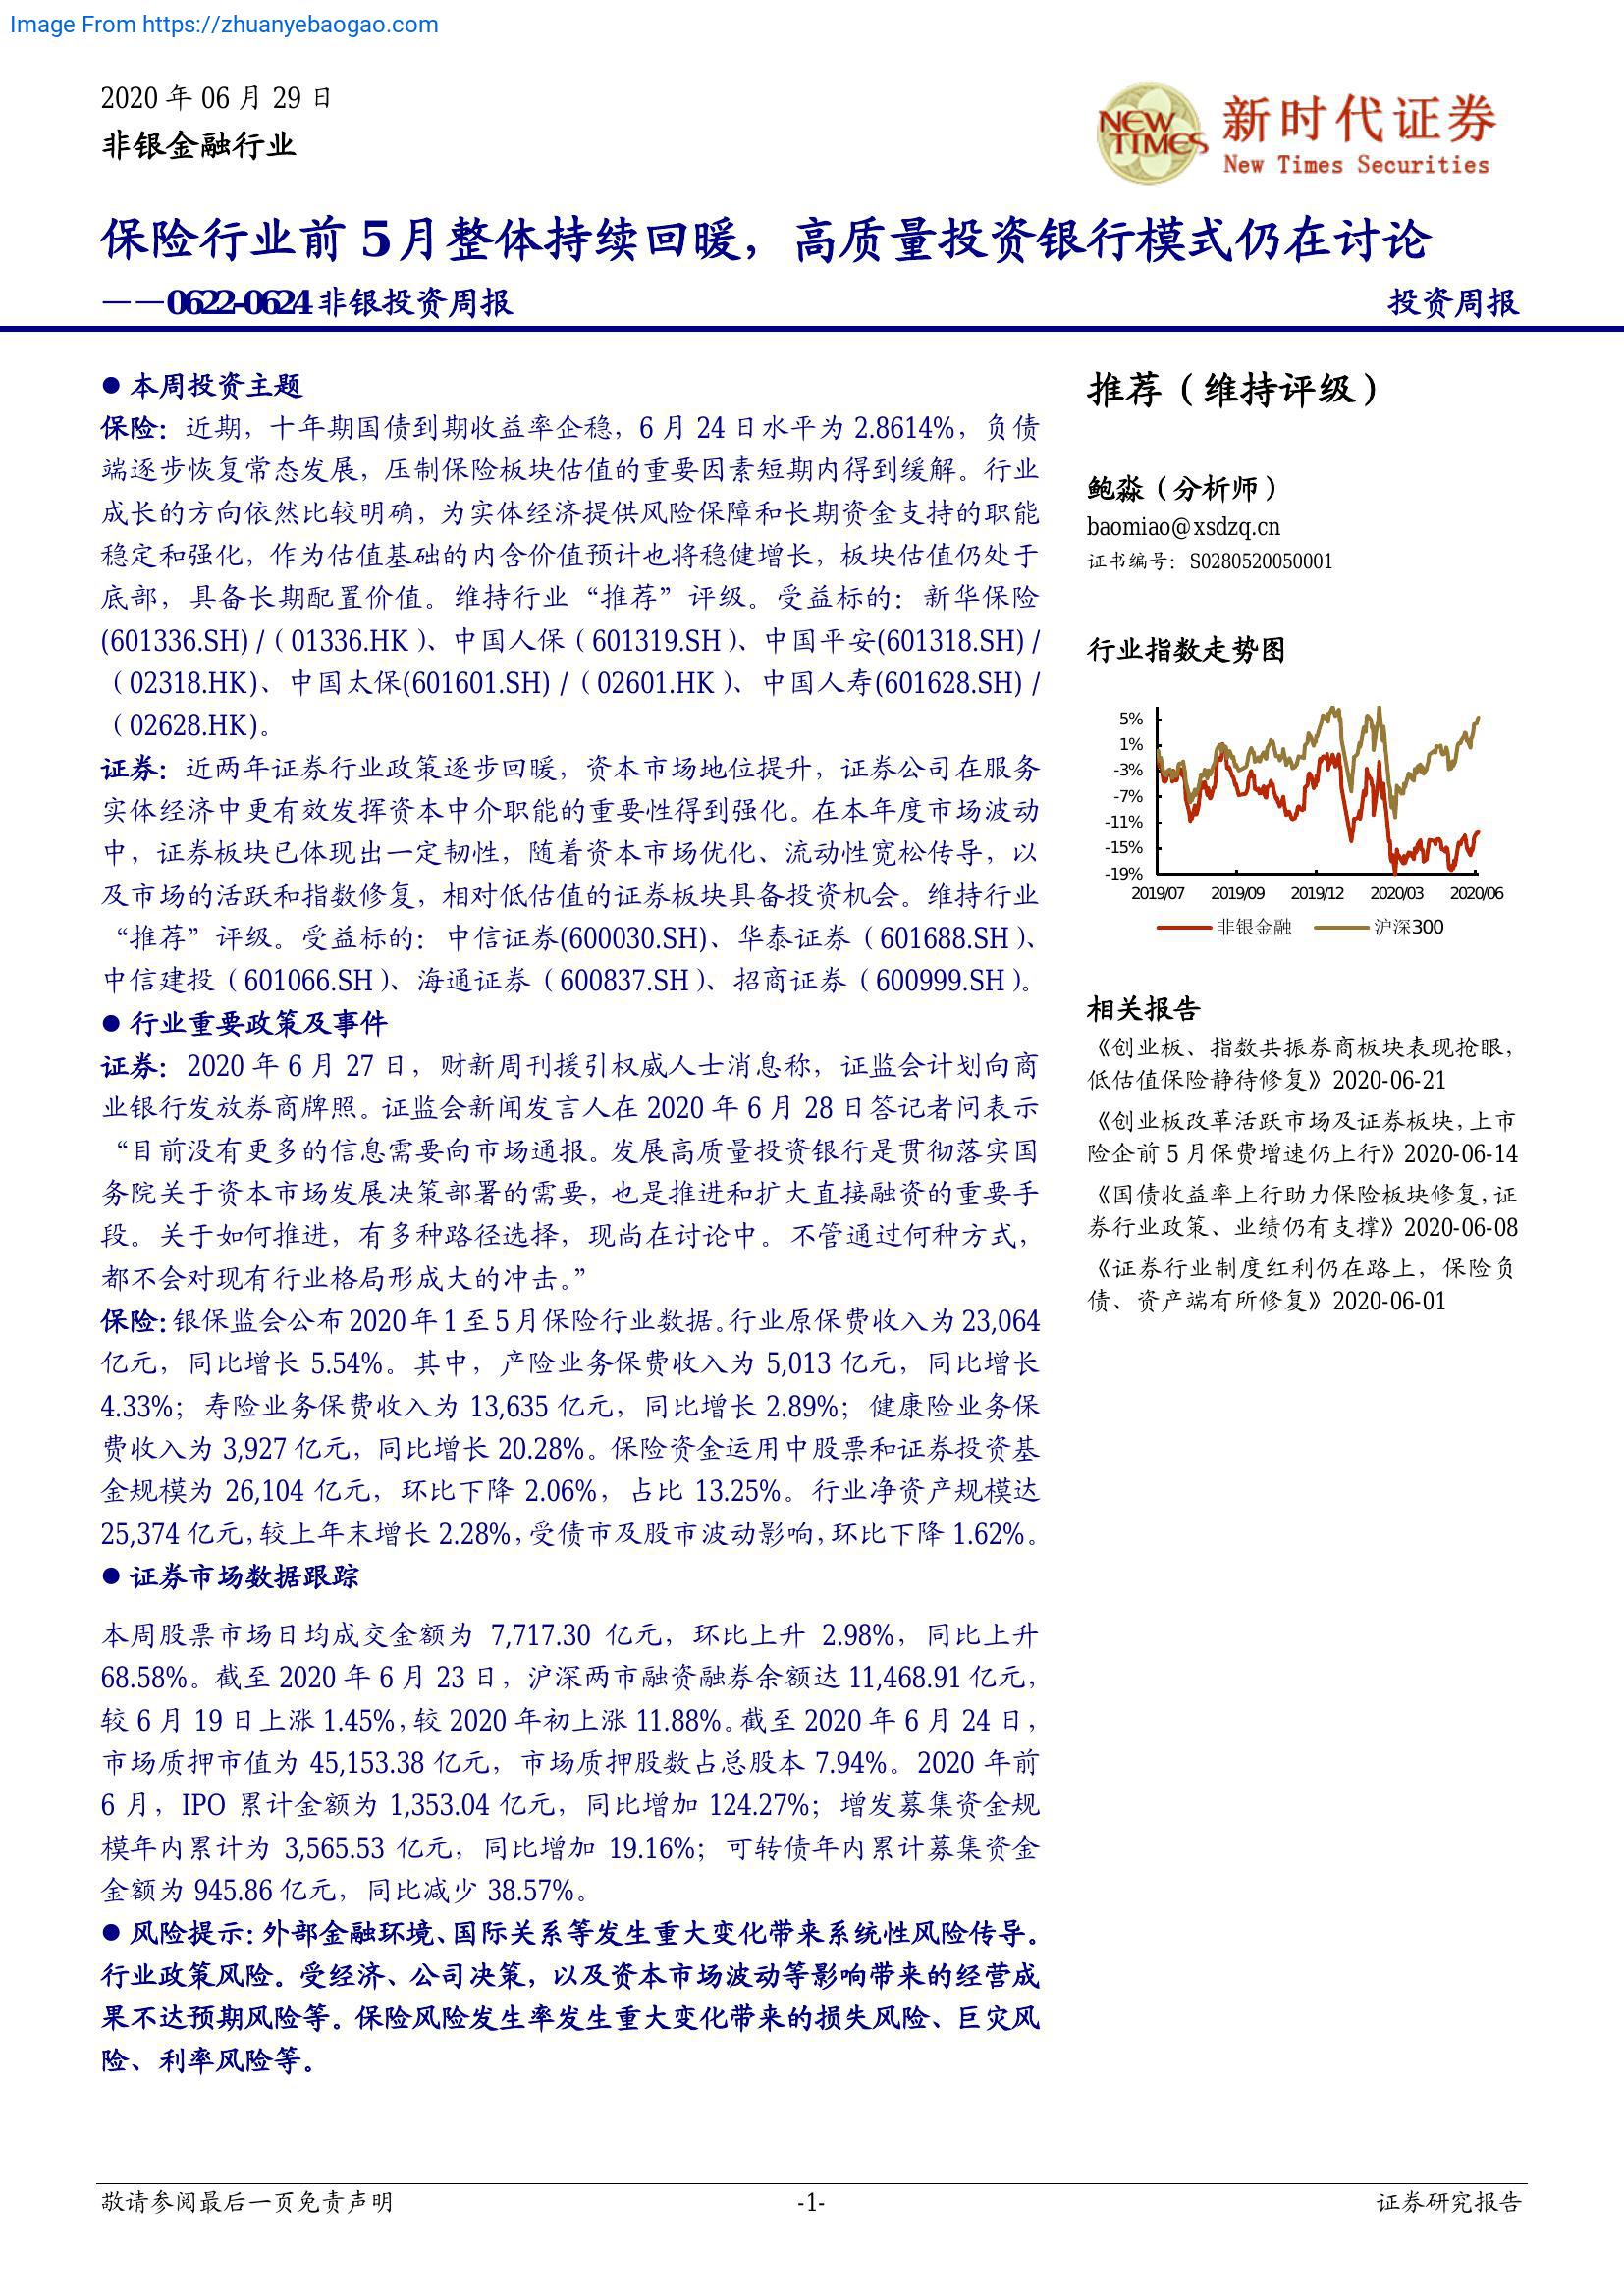 Image From https://zhuanyebaogao.com
2020 年 06 月 29 日
非银金融行业
NEW TIMES
新时代证券
New Times Securities
保险行业前 5 月整体持续回暖，高质量投资银行模式仍在讨论
——0622-0624 非银投资周报
投资周报
● 本周投资主题
保险：近期，十年期国债到期收益率企稳，6 月 24 日水平为 2.8614%，负债
端逐步恢复常态发展，压制保险板块估值的重要因素短期内得到缓解。行业
成长的方向依然比较明确，为实体经济提供风险保障和长期资金支持的职能
稳定和强化，作为估值基础的内含价值预计也将稳健增长，板块估值仍处于
底部，具备长期配置价值。维持行业“推荐”评级。受益标的：新华保险
(601336.SH) /（01336.HK）、中国人保（601319.SH）、中国平安(601318.SH) /
（02318.HK)、中国太保(601601.SH) /（02601.HK）、中国人寿(601628.SH) /
（02628.HK)。
证券：近两年证券行业政策逐步回暖，资本市场地位提升，证券公司在服务
实体经济中更有效发挥资本中介职能的重要性得到强化。在本年度市场波动
中，证券板块已体现出一定韧性，随着资本市场优化、流动性宽松传导，以
及市场的活跃和指数修复，相对低估值的证券板块具备投资机会。维持行业
“推荐”评级。受益标的：中信证券(600030.SH)、华泰证券（601688.SH）、
中信建投（601066.SH）、海通证券（600837.SH）、招商证券（600999.SH）。
● 行业重要政策及事件
证券：2020 年 6 月 27 日，财新周刊援引权威人士消息称，证监会计划向商
业银行发放券商牌照。证监会新闻发言人在 2020 年 6 月 28 日答记者问表示
“目前没有更多的信息需要向市场通报。发展高质量投资银行是贯彻落实国
务院关于资本市场发展决策部署的需要，也是推进和扩大直接融资的重要手
段。关于如何推进，有多种路径选择，现尚在讨论中。不管通过何种方式，
都不会对现有行业格局形成大的冲击。”
保险：银保监会公布 2020 年 1 至 5 月保险行业数据。行业原保费收入为 23,064
亿元，同比增长 5.54%。其中，产险业务保费收入为 5,013 亿元，同比增长
4.33%；寿险业务保费收入为 13,635 亿元，同比增长 2.89%；健康险业务保
费收入为 3,927 亿元，同比增长 20.28%。保险资金运用中股票和证券投资基
金规模为 26,104 亿元，环比下降 2.06%，占比 13.25%。行业净资产规模达
25,374 亿元，较上年末增长 2.28%，受债市及股市波动影响，环比下降 1.62%。
● 证券市场数据跟踪
本周股票市场日均成交金额为 7,717.30 亿元，环比上升 2.98%，同比上升
68.58%。截至 2020 年 6 月 23 日，沪深两市融资融券余额达 11,468.91 亿元，
较 6 月 19 日上涨 1.45%，较 2020 年初上涨 11.88%。截至 2020 年 6 月 24 日，
市场质押市值为 45,153.38 亿元，市场质押股数占总股本 7.94%。2020 年前
6 月，IPO 累计金额为 1,353.04 亿元，同比增加 124.27%；增发募集资金规
模年内累计为 3,565.53 亿元，同比增加 19.16%；可转债年内累计募集资金
金额为 945.86 亿元，同比减少 38.57%。
● 风险提示：外部金融环境、国际关系等发生重大变化带来系统性风险传导。
行业政策风险。受经济、公司决策，以及资本市场波动等影响带来的经营成
果不达预期风险等。保险风险发生率发生重大变化带来的损失风险、巨灾风
险、利率风险等。
推荐（维持评级）
鲍淼（分析师）
baomiao@xsdzq.cn
证书编号：S0280520050001
行业指数走势图
5%
1%
-3%
-7%
-11%
-15%
-19%
2019/07 2019/09 2019/12 2020/03 2020/06
非银金融 沪深300
相关报告
《创业板、指数共振券商板块表现抢眼，
低估值保险静待修复》2020-06-21
《创业板改革活跃市场及证券板块，上市
险企前 5 月保费增速仍上行》2020-06-14
《国债收益率上行助力保险板块修复，证
券行业政策、业绩仍有支撑》2020-06-08
《证券行业制度红利仍在路上，保险负
债、资产端有所修复》2020-06-01
敬请参阅最后一页免责声明
-1-
证券研究报告